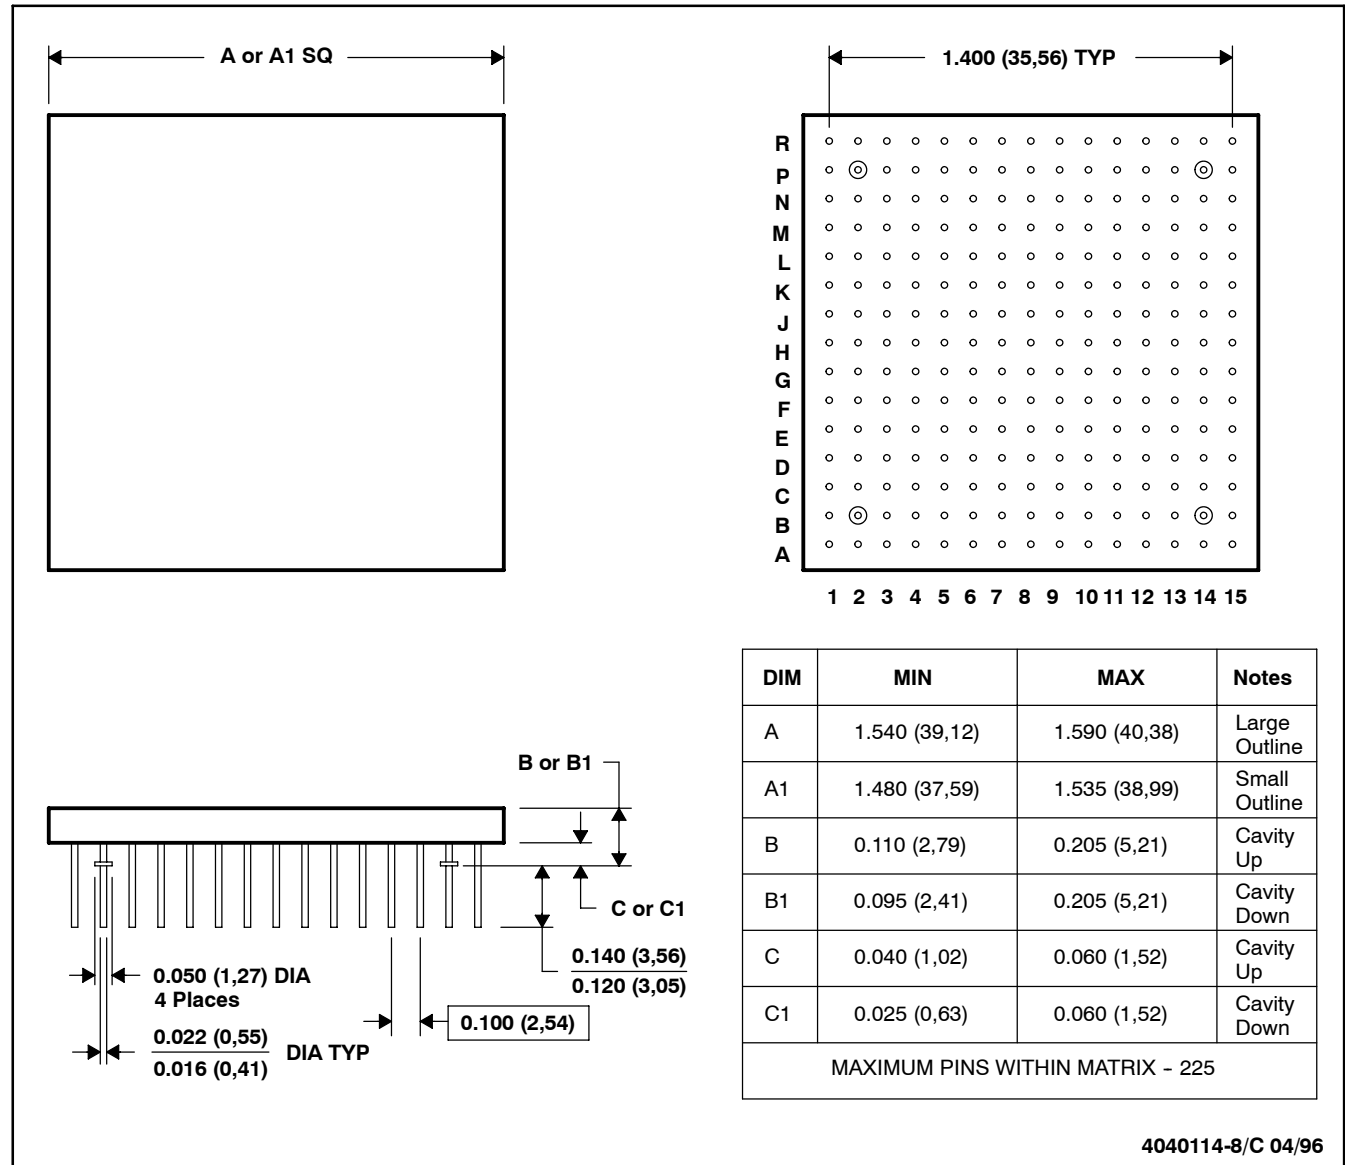 A or A1 SQ
1.400 (35,56) TYP
R
P
N
M
L
K
J
H
G
F
E
D
C
B
A
1 2 3 4 5 6 7 8 9 10 11 12 13 14 15
DIM MIN MAX Notes
A 1.540 (39,12) 1.590 (40,38) Large Outline
A1 1.480 (37,59) 1.535 (38,99) Small Outline
B 0.110 (2,79) 0.205 (5,21) Cavity Up
B1 0.095 (2,41) 0.205 (5,21) Cavity Down
C 0.040 (1,02) 0.060 (1,52) Cavity Up
C1 0.025 (0,63) 0.060 (1,52) Cavity Down
MAXIMUM PINS WITHIN MATRIX - 225
B or B1
C or C1
0.140 (3,56)
0.120 (3,05)
0.050 (1,27) DIA
4 Places
0.100 (2,54)
0.022 (0,55)
0.016 (0,41)
DIA TYP
4040114-8/C 04/96